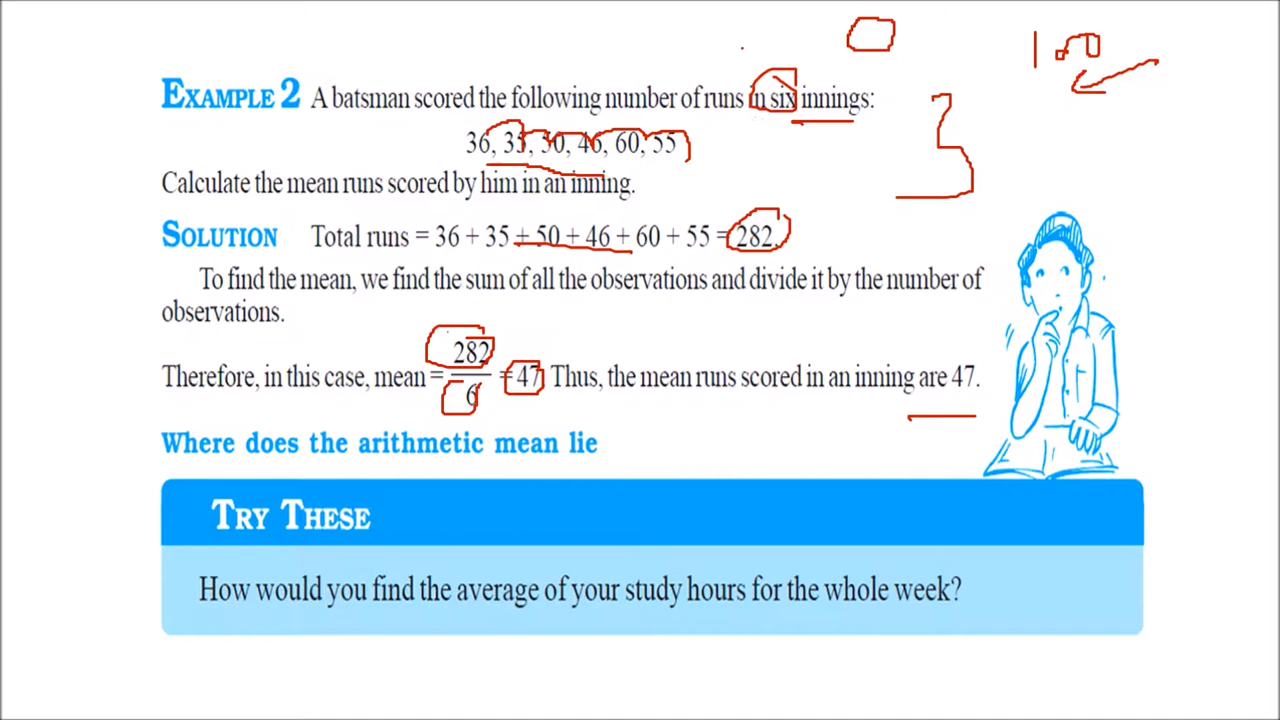 EXAMPLE 2 A batsman scored the following number of runs in six innings:
36, 35, 50, 46, 60, 55
Calculate the mean runs scored by him in an inning.
SOLUTION Total runs = 36 + 35 + 50 + 46 + 60 + 55 = 282.
To find the mean, we find the sum of all the observations and divide it by the number of
observations.
Therefore, in this case, mean = 282/6 = 47. Thus, the mean runs scored in an inning are 47.
Where does the arithmetic mean lie
TRY THESE
How would you find the average of your study hours for the whole week?